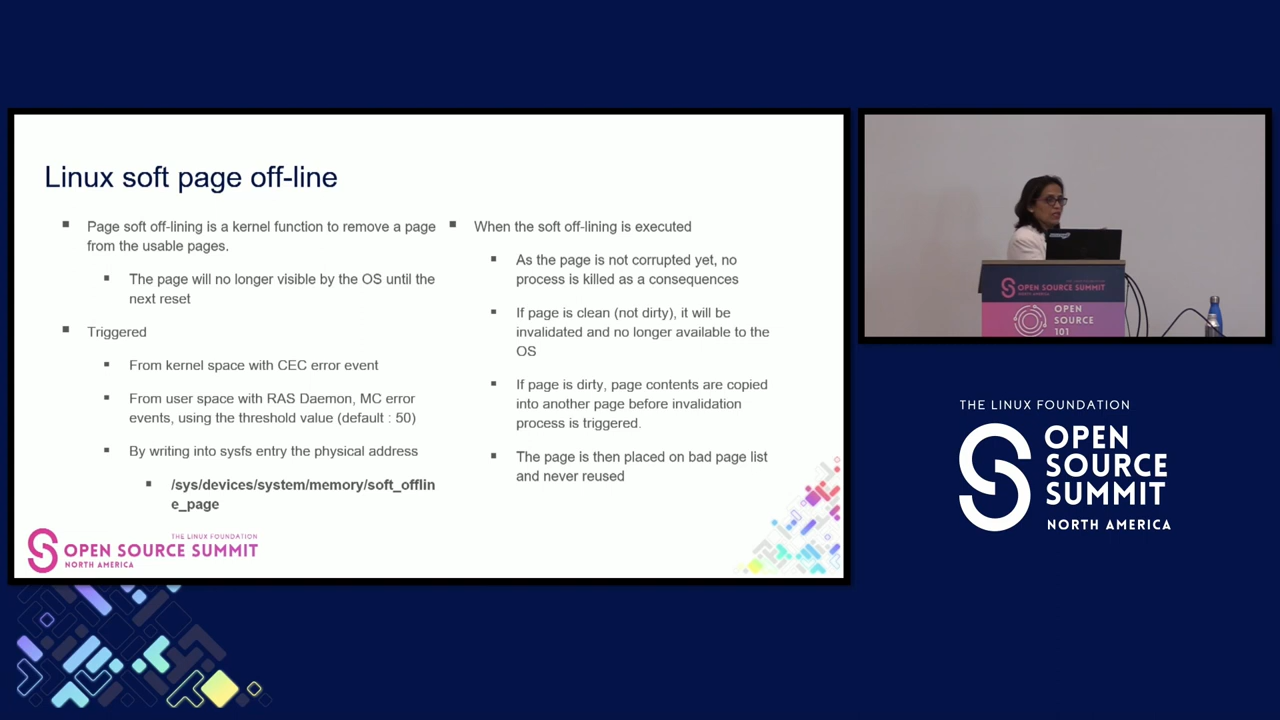 Linux soft page off-line
▪ Page soft off-lining is a kernel function to remove a page
from the usable pages.
▪ The page will no longer visible by the OS until the
next reset
▪ Triggered
▪ From kernel space with CEC error event
▪ From user space with RAS Daemon, MC error
events, using the threshold value (default : 50)
▪ By writing into sysfs entry the physical address
▪ /sys/devices/system/memory/soft_offlin
e_page
▪ When the soft off-lining is executed
▪ As the page is not corrupted yet, no
process is killed as a consequences
▪ If page is clean (not dirty), it will be
invalidated and no longer available to the
OS
▪ If page is dirty, page contents are copied
into another page before invalidation
process is triggered.
▪ The page is then placed on bad page list
and never reused
THE LINUX FOUNDATION
OPEN SOURCE SUMMIT
NORTH AMERICA
OPEN SOURCE SUMMIT
OPEN
SOURCE
101
THE LINUX FOUNDATION
OPEN
SOURCE
SUMMIT
NORTH AMERICA